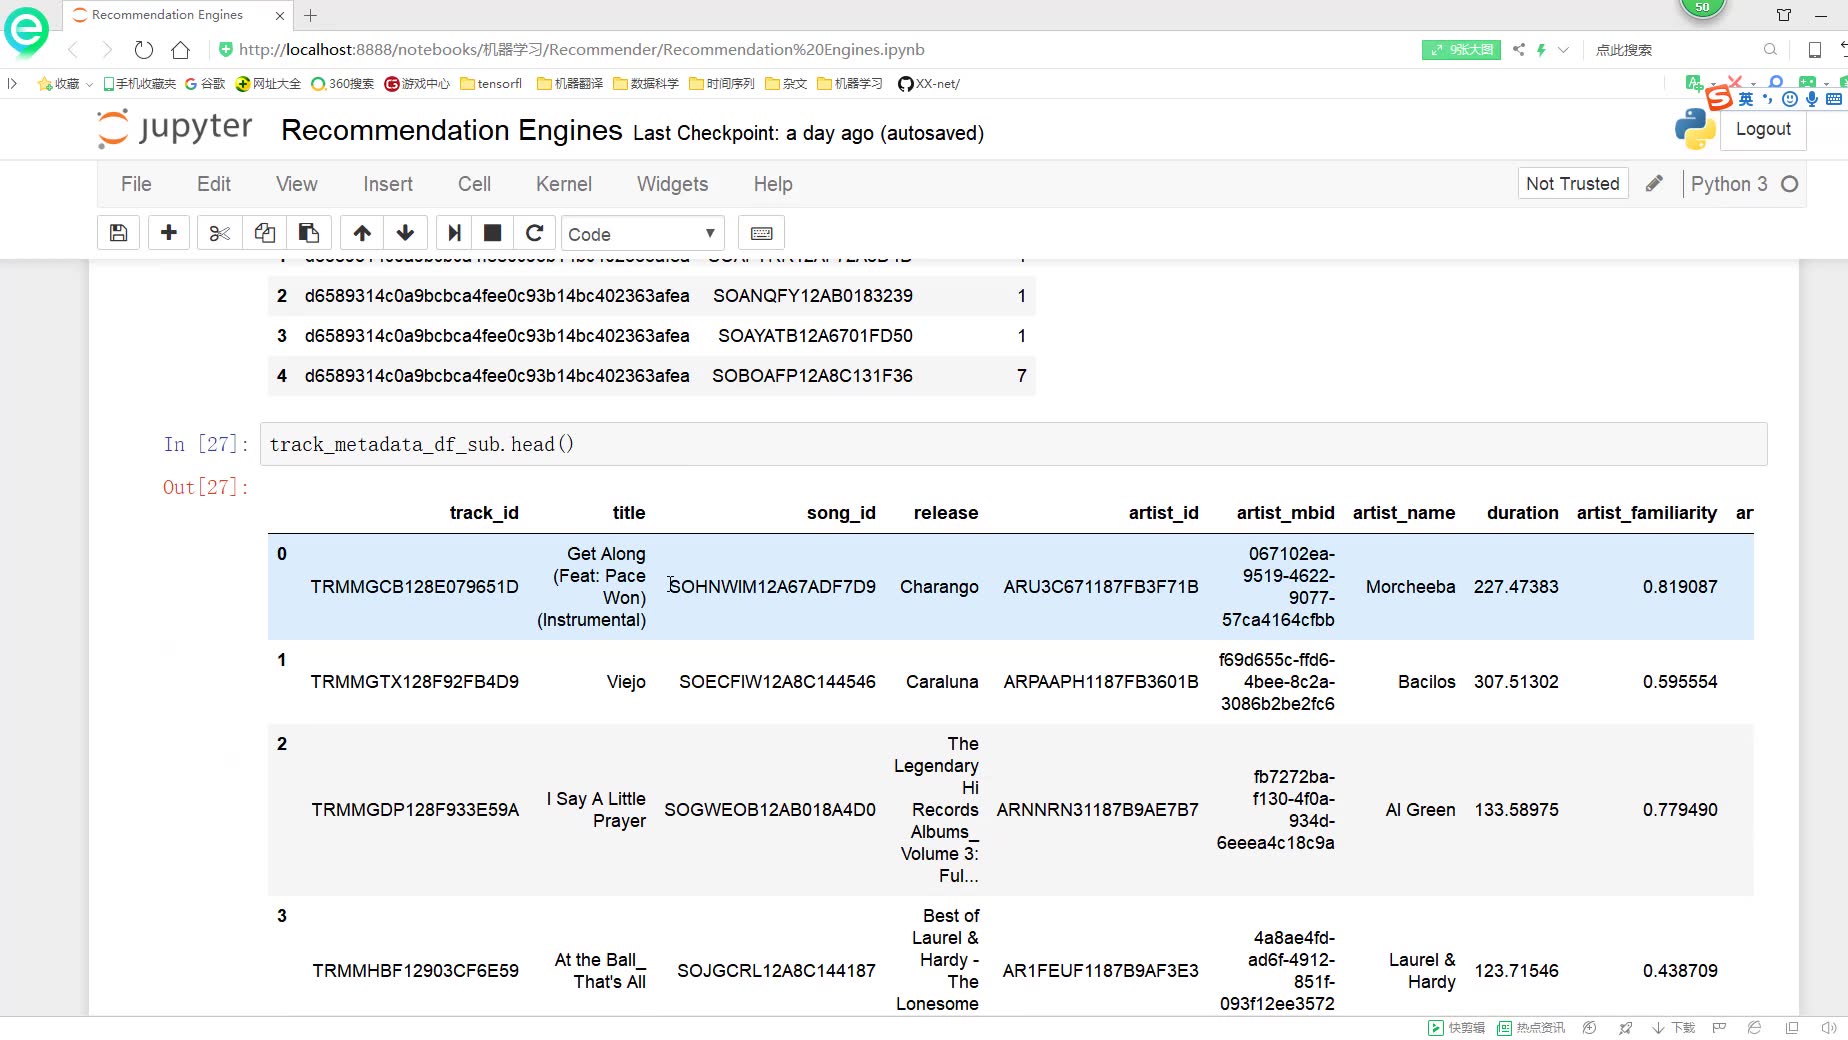 50
Recommendation Engines
http://localhost:8888/notebooks/机器学习/Recommender/Recommendation%20Engines.ipynb
9张大图
点此搜索
收藏 手机收藏夹 谷歌 网址大全 360搜索 游戏中心 tensorfl 机器翻译 数据科学 时间序列 杂文 机器学习 XX-net/
英
jupyter Recommendation Engines Last Checkpoint: a day ago (autosaved)
Logout
File Edit View Insert Cell Kernel Widgets Help Not Trusted Python 3
Code
2 d6589314c0a9bcbca4fee0c93b14bc402363afea SOANQFY12AB0183239 1
3 d6589314c0a9bcbca4fee0c93b14bc402363afea SOAYATB12A6701FD50 1
4 d6589314c0a9bcbca4fee0c93b14bc402363afea SOBOAFP12A8C131F36 7
In [27]: track_metadata_df_sub.head()
Out[27]:
track_id title song_id release artist_id artist_mbid artist_name duration artist_familiarity ar
0 TRMMGCB128E079651D Get Along (Feat: Pace Won) (Instrumental) SOHNWIM12A67ADF7D9 Charango ARU3C671187FB3F71B 067102ea-9519-4622-9077-57ca4164cfbb Morcheeba 227.47383 0.819087
1 TRMMGTX128F92FB4D9 Viejo SOECFIW12A8C144546 Caraluna ARPAAPH1187FB3601B f69d655c-ffd6-4bee-8c2a-3086b2be2fc6 Bacilos 307.51302 0.595554
2 TRMMGDP128F933E59A I Say A Little Prayer SOGWEOB12AB018A4D0 The Legendary Hi Records Albums_ Volume 3: Ful... ARNNRN31187B9AE7B7 fb7272ba-f130-4f0a-934d-6eeea4c18c9a Al Green 133.58975 0.779490
3 TRMMHBF12903CF6E59 At the Ball_ That's All SOJGCRL12A8C144187 Best of Laurel & Hardy - The Lonesome AR1FEUF1187B9AF3E3 4a8ae4fd-ad6f-4912-851f-093f12ee3572 Laurel & Hardy 123.71546 0.438709
快剪辑 热点资讯 下载